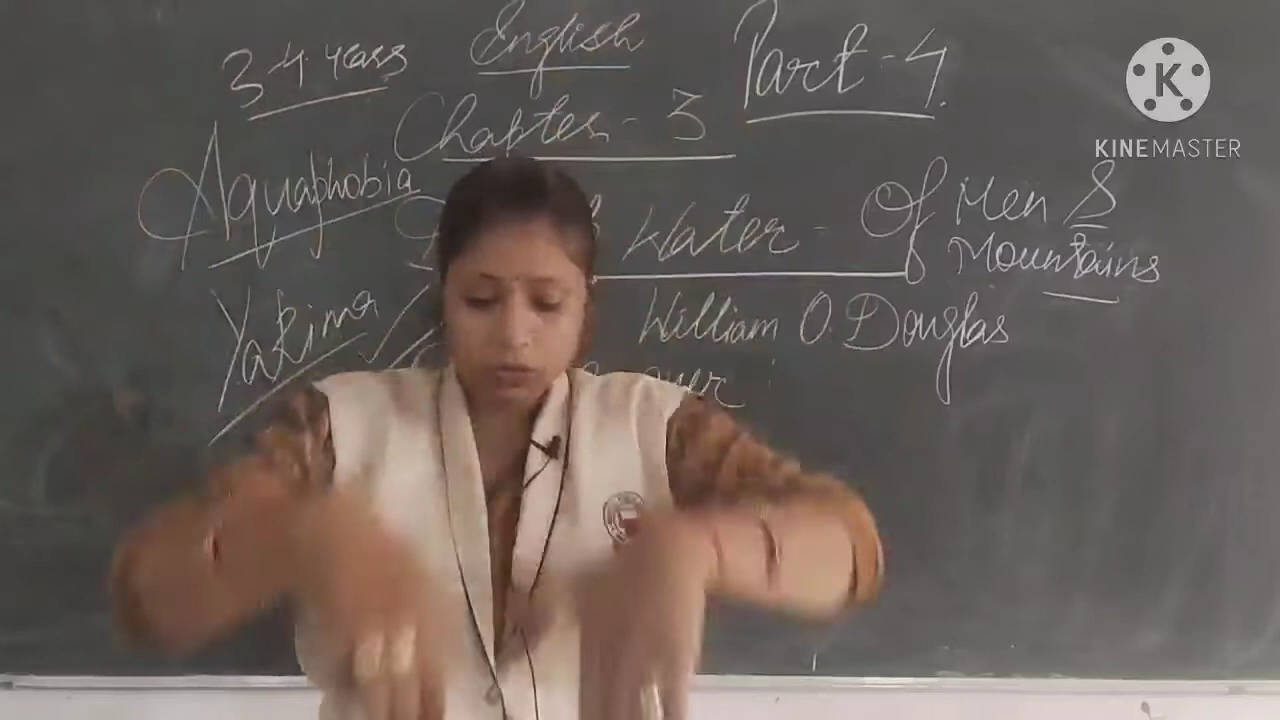 3-4 years English Part-4
Chapter-3
Aquaphobia Water - Of Men &
Mountains
Yakima William O. Douglas
KINEMASTER